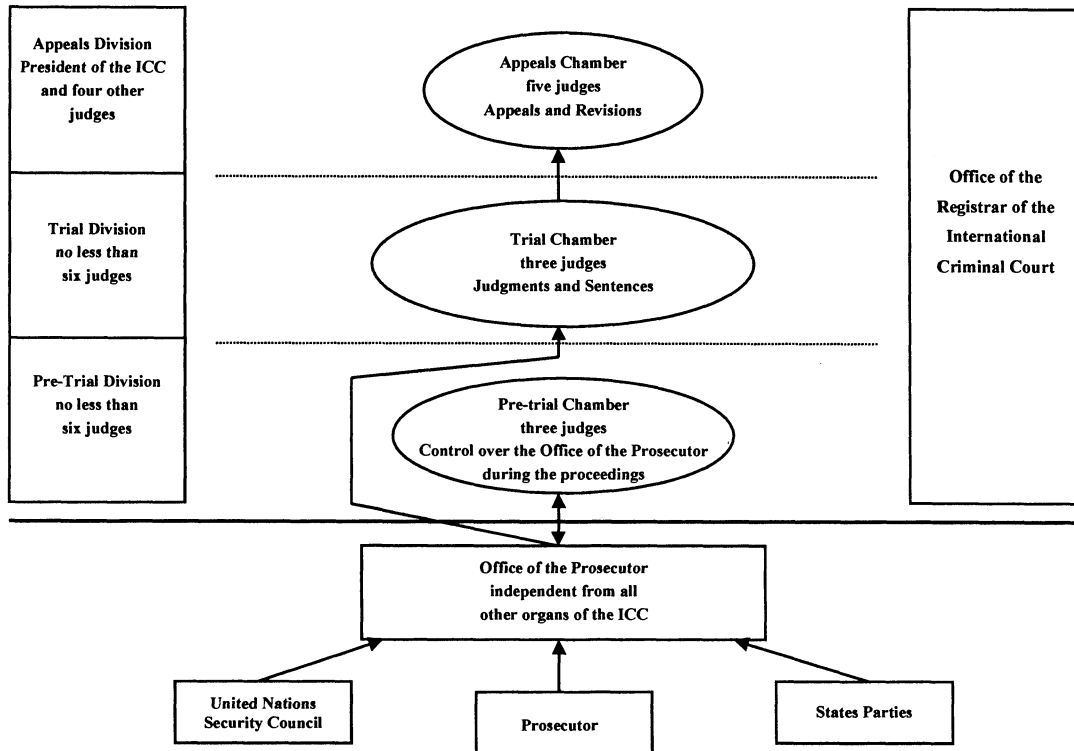 Appeals Division
President of the ICC
and four other
judges
Appeals Chamber
five judges
Appeals and Revisions
Trial Division
no less than
six judges
Trial Chamber
three judges
Judgments and Sentences
Office of the
Registrar of the
International
Criminal Court
Pre-Trial Division
no less than
six judges
Pre-trial Chamber
three judges
Control over the Office of the Prosecutor
during the proceedings
Office of the Prosecutor
independent from all
other organs of the ICC
United Nations
Security Council
Prosecutor
States Parties